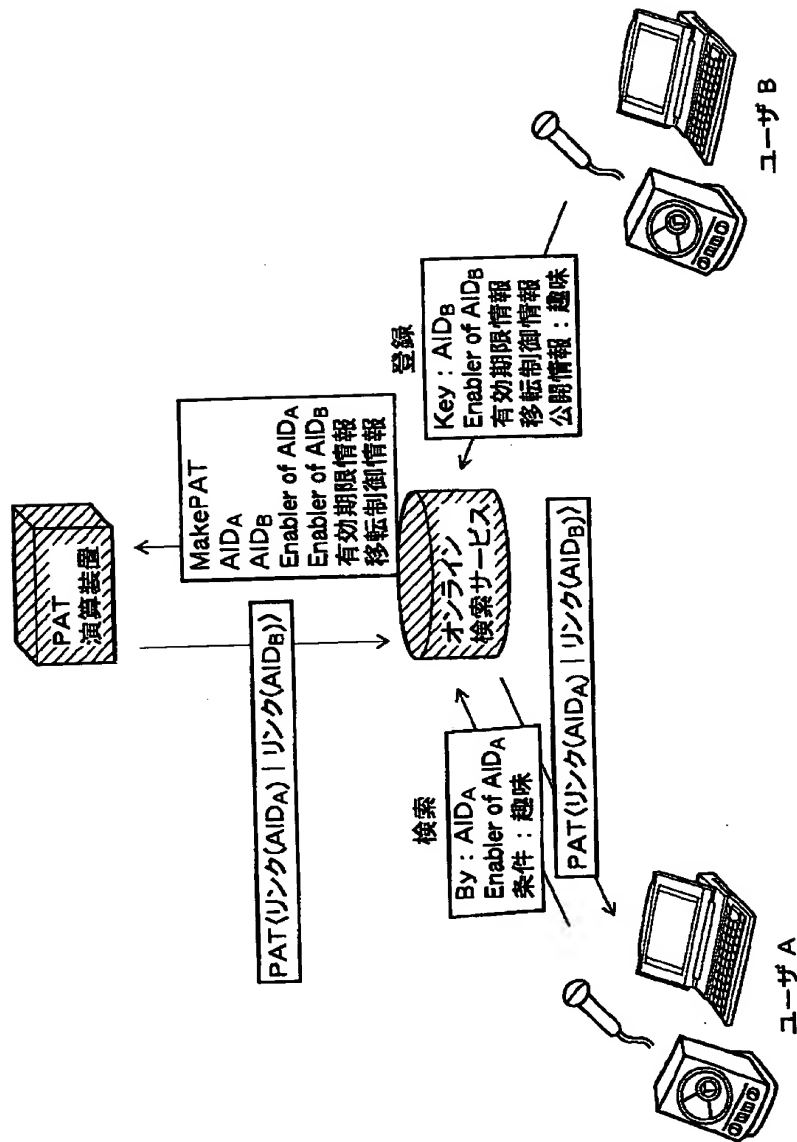 PAT
演算装置
PAT〈リンク(AIDA) | リンク(AIDB)〉
MakePAT
AIDA
AIDB
Enabler of AIDA
Enabler of AIDB
有効期限情報
移転制御情報
オンライン
検索サービス
登録
Key : AIDB
Enabler of AIDB
有効期限情報
移転制御情報
公開情報 : 趣味
検索
By : AIDA
Enabler of AIDA
条件 : 趣味
PAT〈リンク(AIDA) | リンク(AIDB)〉
ユーザ A
ユーザ B